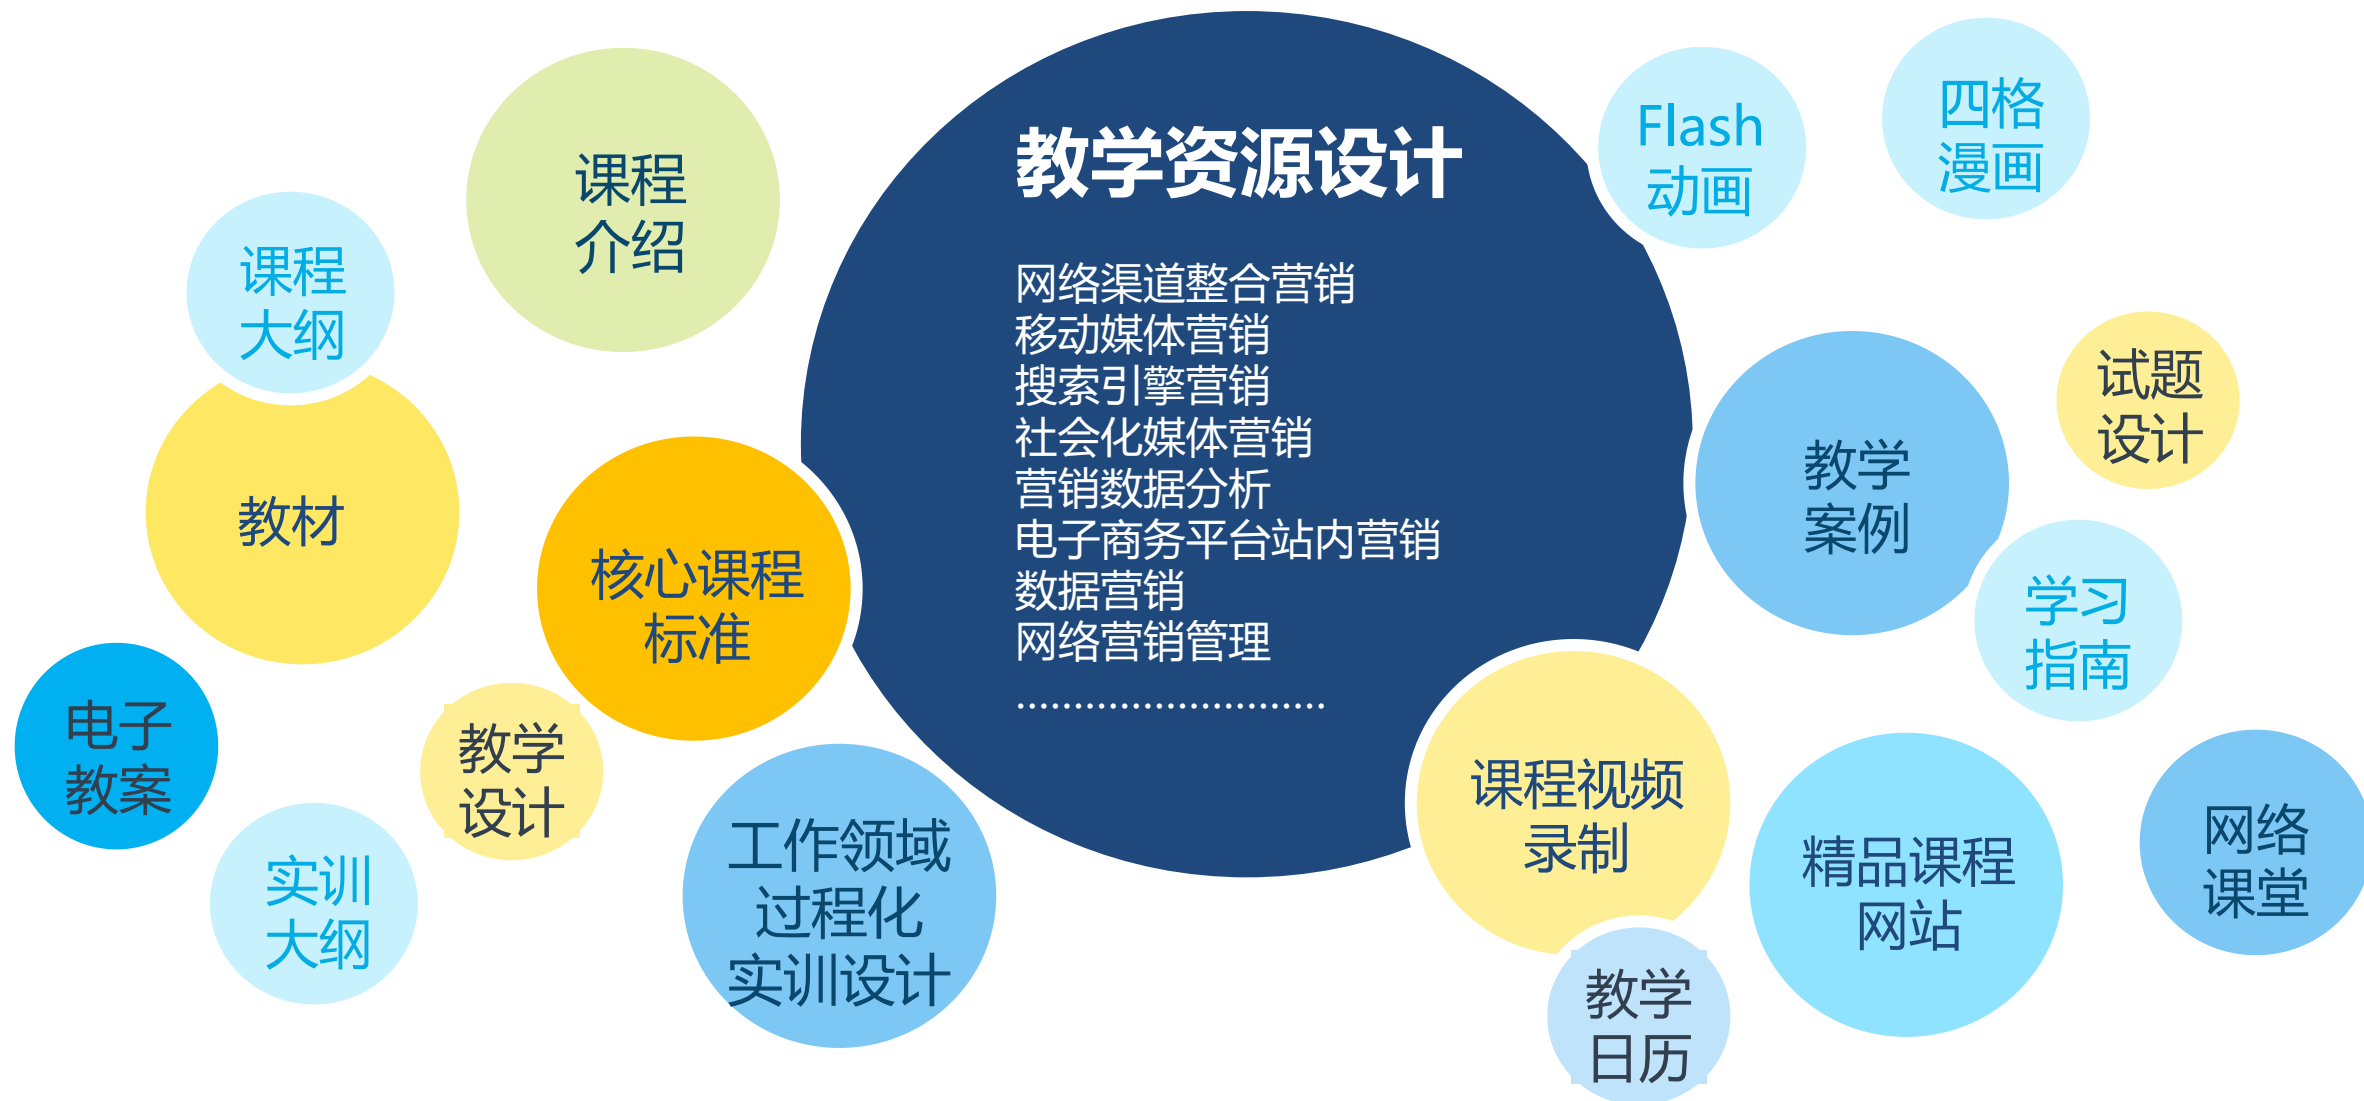 课程
介绍
课程
大纲
教材
核心课程
标准
电子
教案
教学
设计
实训
大纲
工作领域
过程化
实训设计
教学资源设计
网络渠道整合营销
移动媒体营销
搜索引擎营销
社会化媒体营销
营销数据分析
电子商务平台站内营销
数据营销
网络营销管理
...........................
Flash
动画
四格
漫画
教学
案例
试题
设计
学习
指南
课程视频
录制
精品课程
网站
网络
课堂
教学
日历